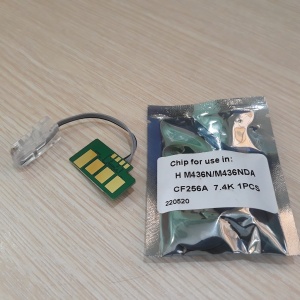 Chip for use in:
H M436N/M436NDA
CF256A 7.4K 1PCS
220520